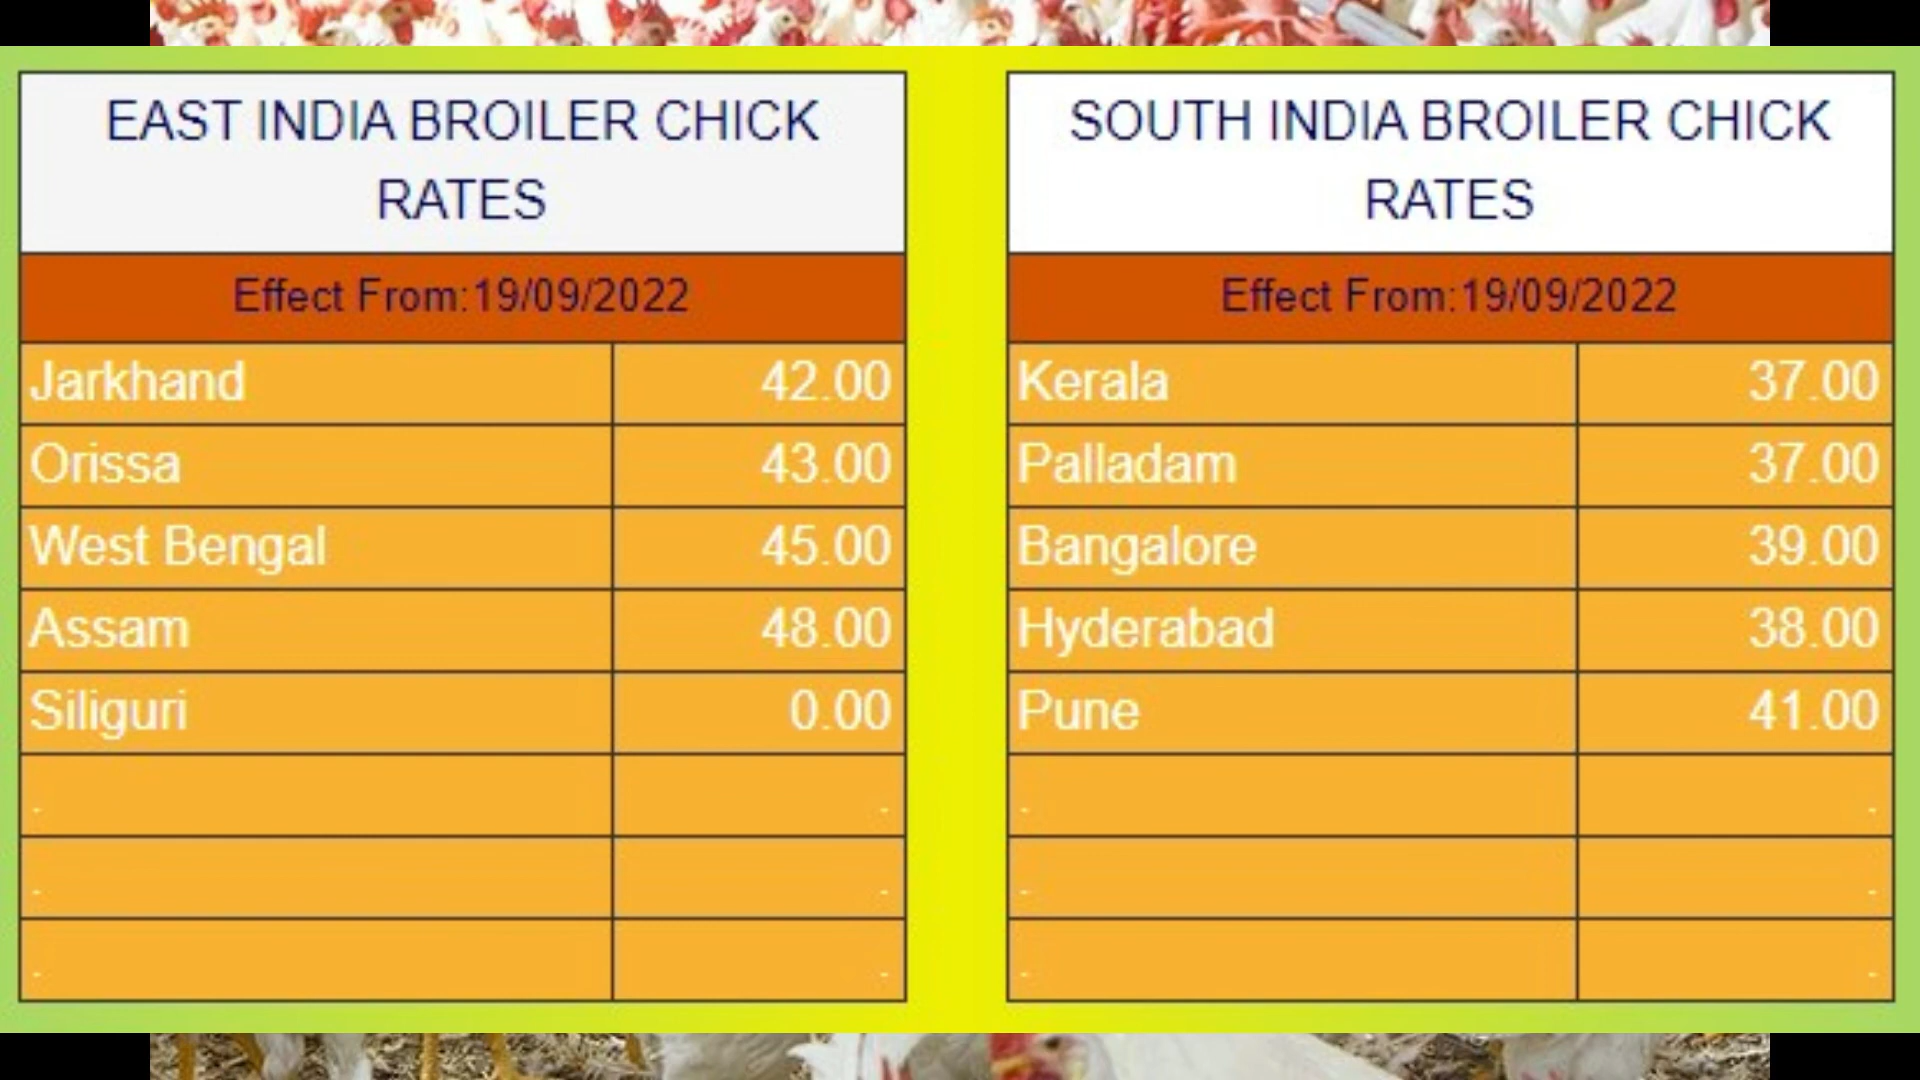 EAST INDIA BROILER CHICK
RATES
Effect From:19/09/2022
Jarkhand 42.00
Orissa 43.00
West Bengal 45.00
Assam 48.00
Siliguri 0.00
. .
. .
. .
SOUTH INDIA BROILER CHICK
RATES
Effect From:19/09/2022
Kerala 37.00
Palladam 37.00
Bangalore 39.00
Hyderabad 38.00
Pune 41.00
. .
. .
. .